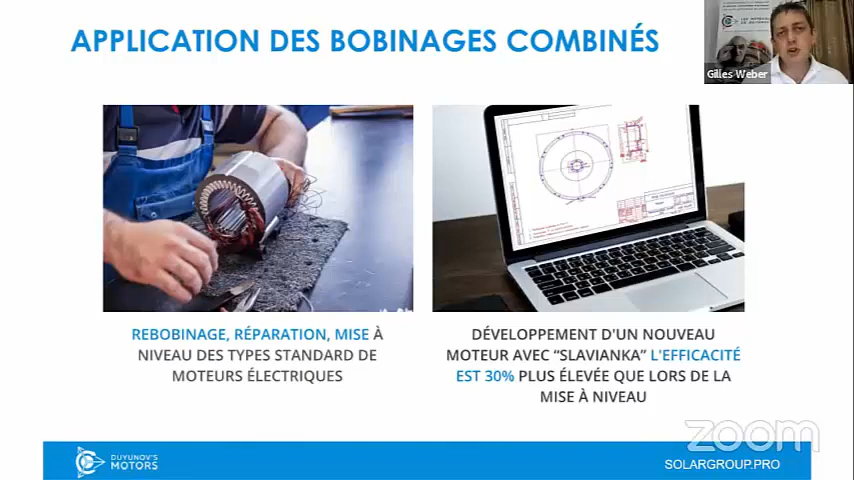 APPLICATION DES BOBINAGES COMBINÉS
Gilles Weber
REBOBINAGE, RÉPARATION, MISE À
NIVEAU DES TYPES STANDARD DE
MOTEURS ÉLECTRIQUES
DÉVELOPPEMENT D'UN NOUVEAU
MOTEUR AVEC “SLAVIANKA” L'EFFICACITÉ
EST 30% PLUS ÉLEVÉE QUE LORS DE LA
MISE À NIVEAU
zoom
DUYUNOV'S
MOTORS
SOLARGROUP.PRO